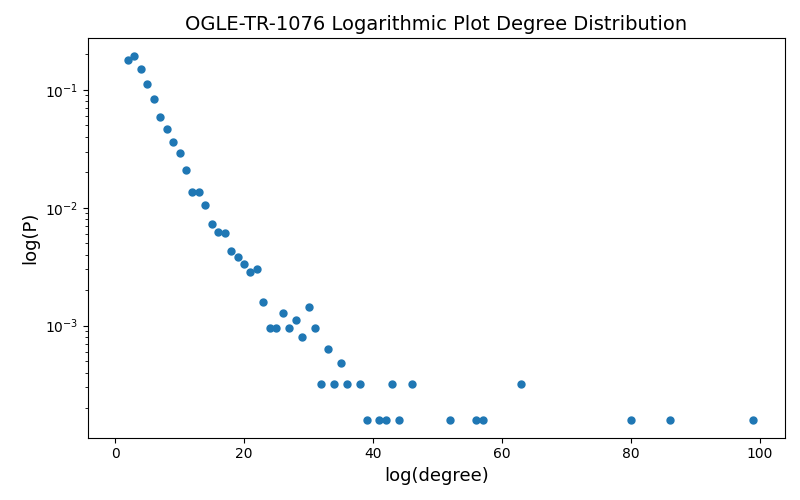 OGLE-TR-1076 Logarithmic Plot Degree Distribution
log(P)
10⁻¹
10⁻²
10⁻³
0 20 40 60 80 100
log(degree)